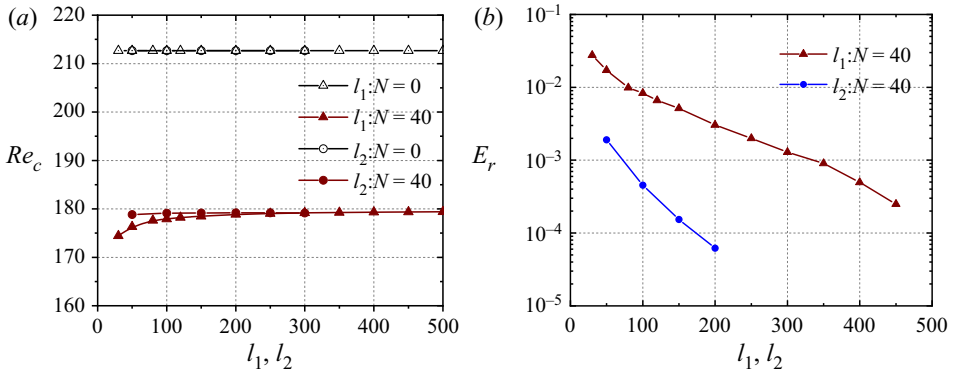 (a)
220
210
200
190
180
170
160
Re_c
l_1:N = 0
l_1:N = 40
l_2:N = 0
l_2:N = 40
0 100 200 300 400 500
l_1, l_2
(b)
10^{-1}
10^{-2}
10^{-3}
10^{-4}
10^{-5}
E_r
l_1:N = 40
l_2:N = 40
0 100 200 300 400 500
l_1, l_2